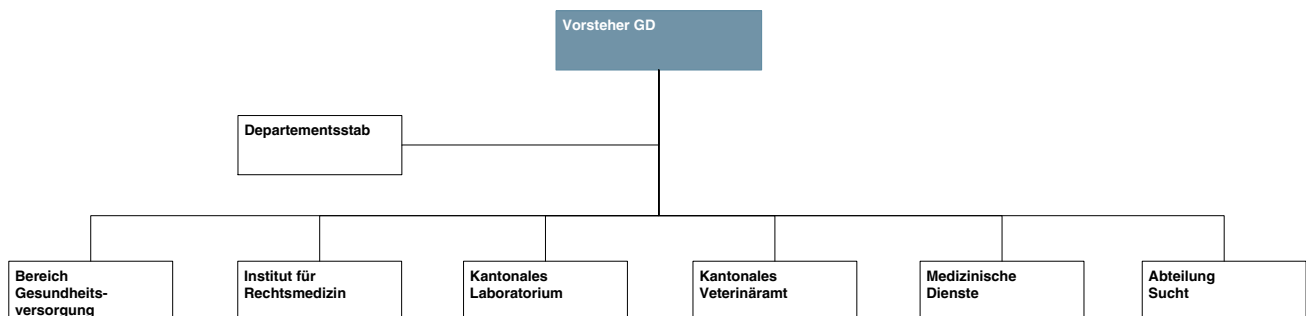 Vorsteher GD
Departementsstab
Bereich
Gesundheits-
versorgung
Institut für
Rechtsmedizin
Kantonales
Laboratorium
Kantonales
Veterinäramt
Medizinische
Dienste
Abteilung
Sucht